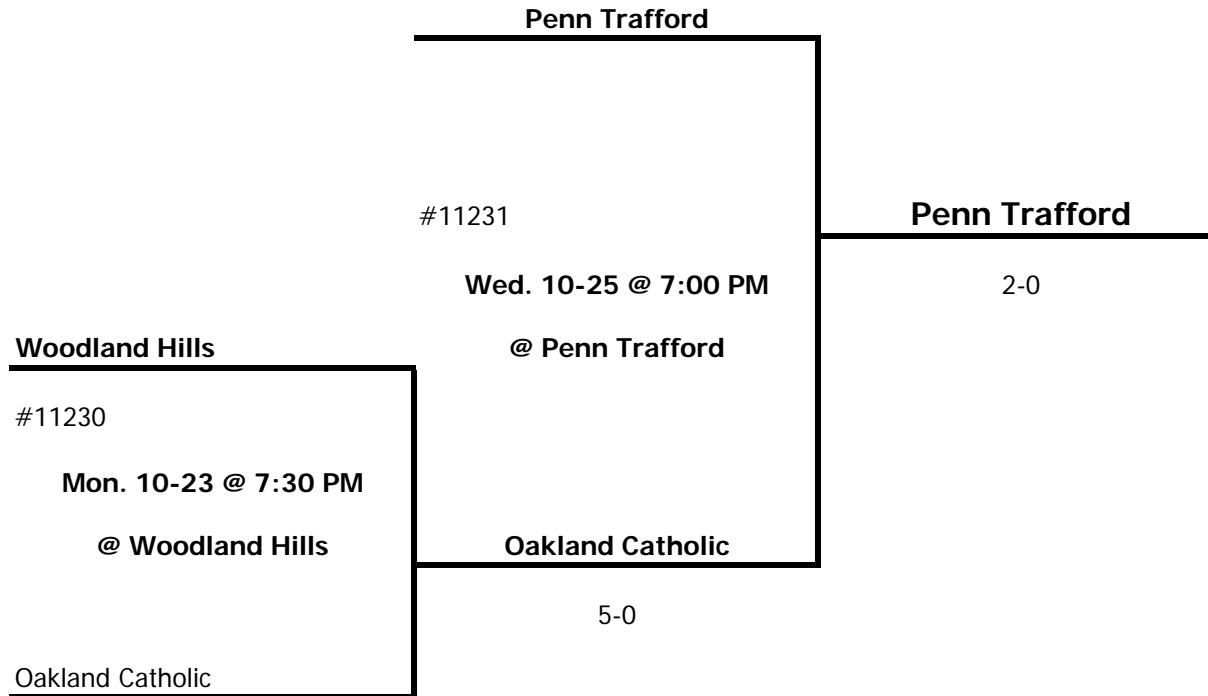 Penn Trafford
#11231
Penn Trafford
Wed. 10-25 @ 7:00 PM
2-0
Woodland Hills
@ Penn Trafford
#11230
Mon. 10-23 @ 7:30 PM
@ Woodland Hills
Oakland Catholic
5-0
Oakland Catholic